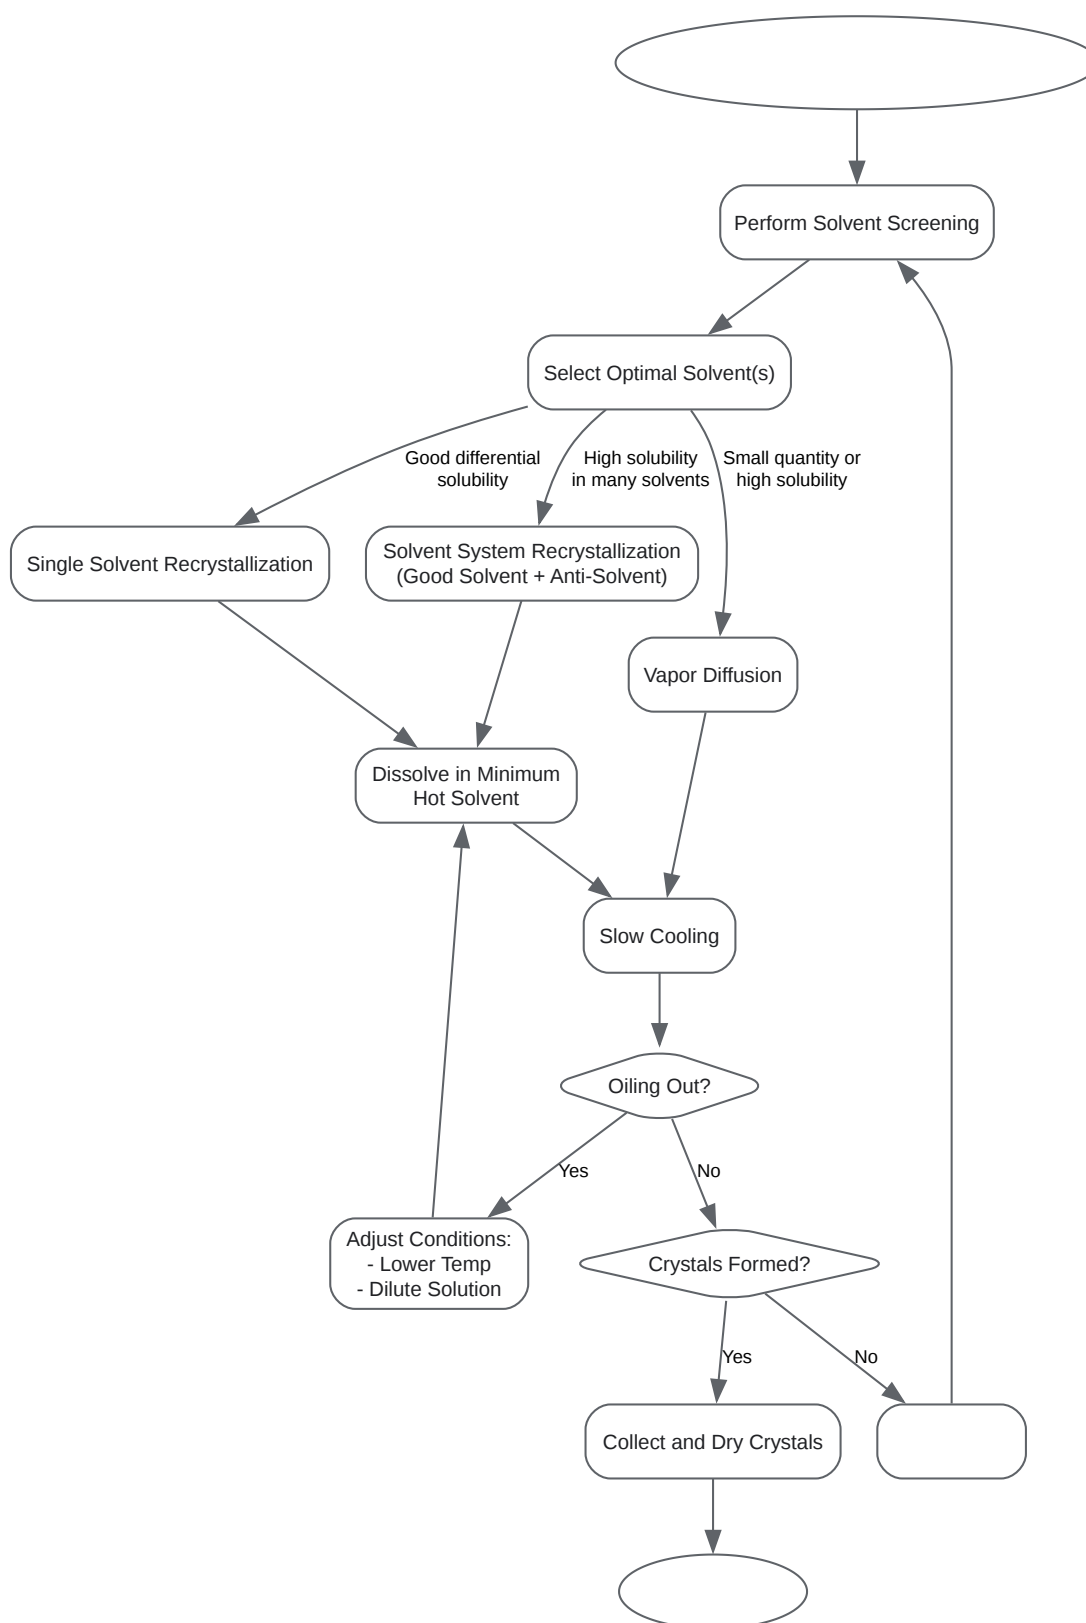 Perform Solvent Screening
Select Optimal Solvent(s)
Good differential
solubility
High solubility
in many solvents
Small quantity or
high solubility
Single Solvent Recrystallization
Solvent System Recrystallization
(Good Solvent + Anti-Solvent)
Vapor Diffusion
Dissolve in Minimum
Hot Solvent
Slow Cooling
Oiling Out?
Yes
No
Adjust Conditions:
- Lower Temp
- Dilute Solution
Crystals Formed?
Yes
No
Collect and Dry Crystals